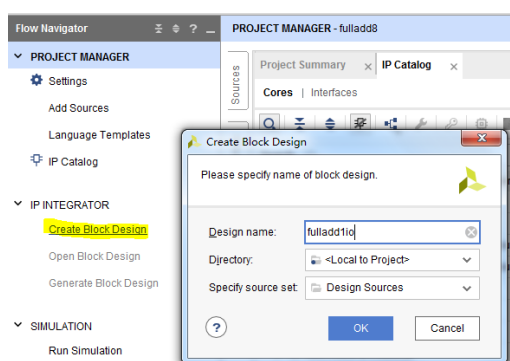 Flow Navigator
PROJECT MANAGER - fulladd8
PROJECT MANAGER
Settings
Add Sources
Language Templates
IP Catalog
IP INTEGRATOR
Create Block Design
Open Block Design
Generate Block Design
SIMULATION
Run Simulation
Sources
Project Summary
IP Catalog
Cores | Interfaces
Create Block Design
Please specify name of block design.
Design name: fulladd1io
Directory: <Local to Project>
Specify source set: Design Sources
? OK Cancel